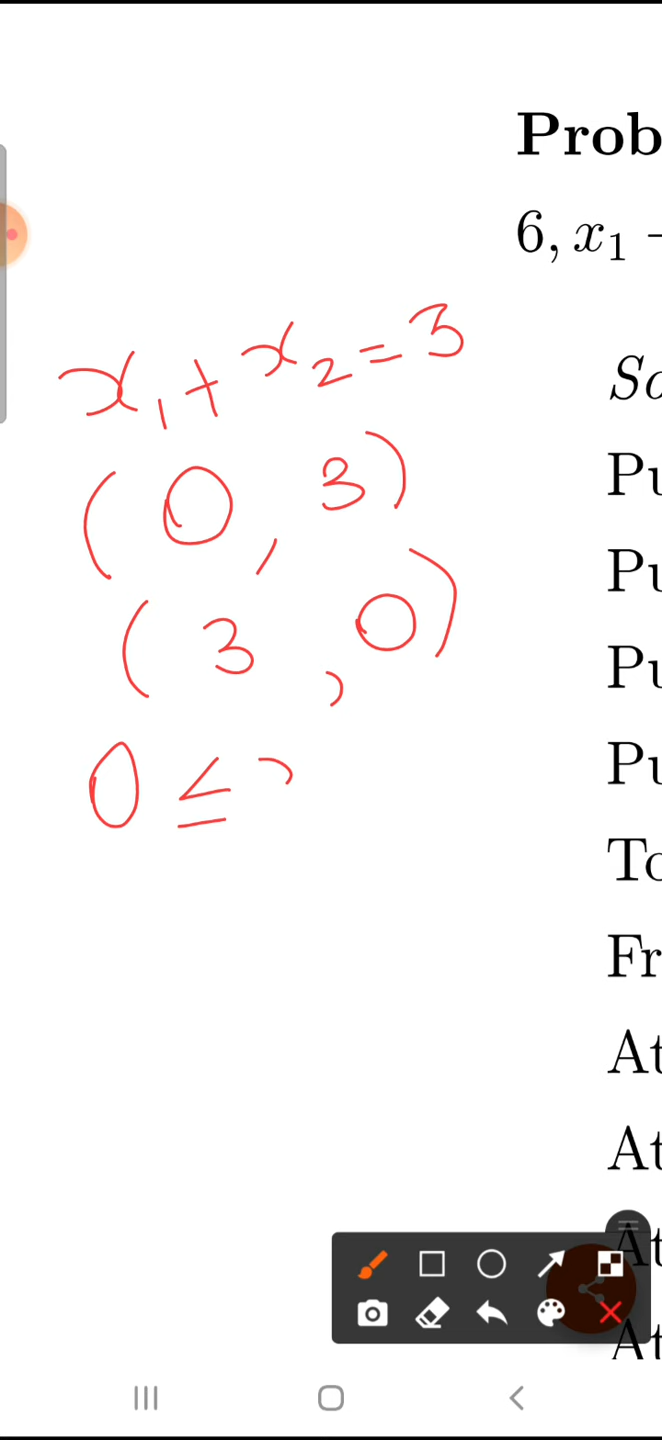 Prob
6, x₁ -
x₁ + x₂ = 3
So
(0, 3)
Pu
Pu
(3, 0)
Pu
0 ≤
Pu
To
Fr
At
At
At
At